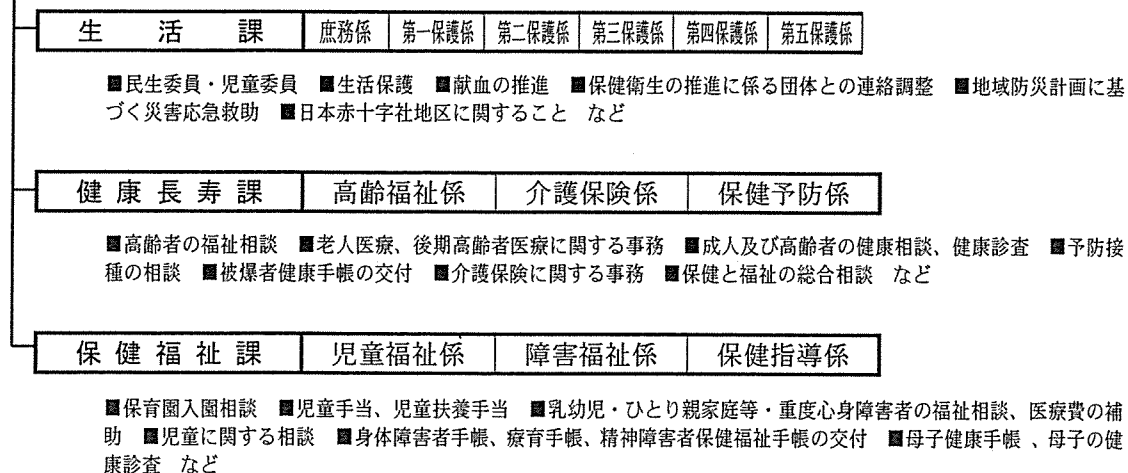 生活課 庶務係 第一保護係 第二保護係 第三保護係 第四保護係 第五保護係
■民生委員・児童委員 ■生活保護 ■献血の推進 ■保健衛生の推進に係る団体との連絡調整 ■地域防災計画に基
づく災害応急救助 ■日本赤十字社地区に関すること など
健康長寿課 高齢福祉係 介護保険係 保健予防係
■高齢者の福祉相談 ■老人医療、後期高齢者医療に関する事務 ■成人及び高齢者の健康相談、健康診査 ■予防接
種の相談 ■被爆者健康手帳の交付 ■介護保険に関する事務 ■保健と福祉の総合相談 など
保健福祉課 児童福祉係 障害福祉係 保健指導係
■保育園入園相談 ■児童手当、児童扶養手当 ■乳幼児・ひとり親家庭等・重度心身障害者の福祉相談、医療費の補
助 ■児童に関する相談 ■身体障害者手帳、療育手帳、精神障害者保健福祉手帳の交付 ■母子健康手帳、母子の健
康診査 など